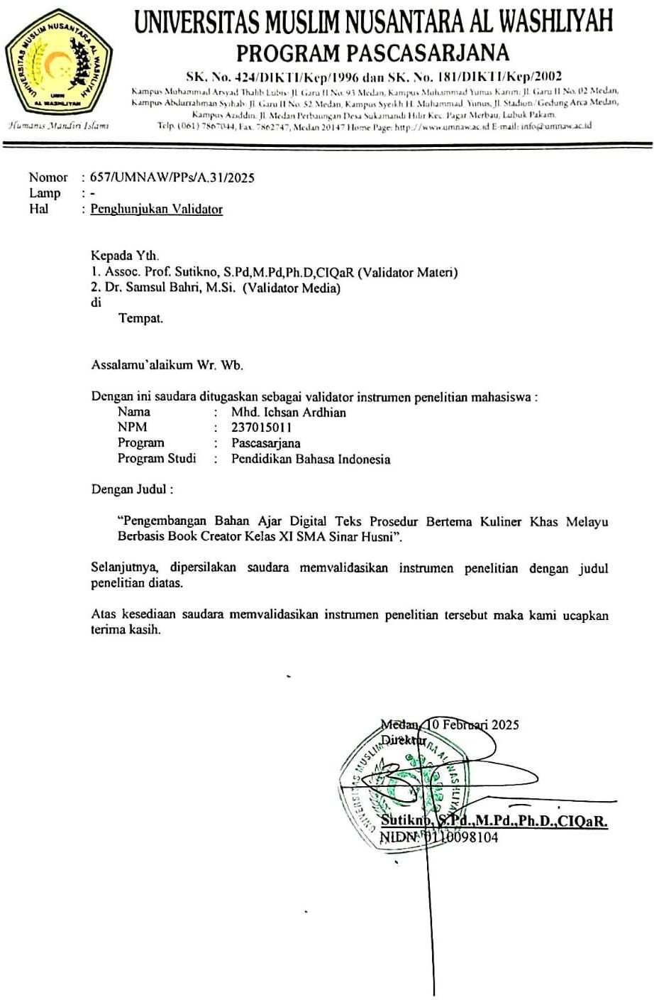 UNIVERSITAS MUSLIM NUSANTARA AL WASHLIYAH
PROGRAM PASCASARJANA
SK. No. 424/DIKTI/Kep/1996 dan SK. No. 181/DIKTI/Kep/2002
Kampus Muhammad Arsyad Thalib Lubis: Jl. Garu II No. 93 Medan, Kampus Muhammad Yunus Karim: Jl. Garu II No. 02 Medan,
Kampus Abdurrahman Syihab: Jl. Garu II No. 52 Medan, Kampus Syeikh H. Muhammad Yunus, Jl. Stadion/Gedung Arca Medan,
Kampus Aziddin: Jl. Medan Perbaungan Desa Sukamandi Hilir Kec. Pagar Merbau, Lubuk Pakam.
Telp. (061) 7867044, Fax. 7862747, Medan 20147 Home Page: http://www.umnaw.ac.id E-mail: info@umnaw.ac.id
UNIVERSITAS MUSLIM NUSANTARA AL WASHLIYAH
UMN
AL WASHLIYAH
Humanis Mandiri Islami
Nomor : 657/UMNAW/PPs/A.31/2025
Lamp : -
Hal : Penghunjukan Validator
Kepada Yth.
1. Assoc. Prof. Sutikno, S.Pd,M.Pd,Ph.D,CIQaR (Validator Materi)
2. Dr. Samsul Bahri, M.Si. (Validator Media)
di
Tempat.
Assalamu’alaikum Wr. Wb.
Dengan ini saudara ditugaskan sebagai validator instrumen penelitian mahasiswa :
Nama : Mhd. Ichsan Ardhian
NPM : 237015011
Program : Pascasarjana
Program Studi : Pendidikan Bahasa Indonesia
Dengan Judul :
“Pengembangan Bahan Ajar Digital Teks Prosedur Bertema Kuliner Khas Melayu
Berbasis Book Creator Kelas XI SMA Sinar Husni”.
Selanjutnya, dipersilakan saudara memvalidasikan instrumen penelitian dengan judul
penelitian diatas.
Atas kesediaan saudara memvalidasikan instrumen penelitian tersebut maka kami ucapkan
terima kasih.
Medan, 10 Februari 2025
Direktur
Sutikno, S.Pd.,M.Pd.,Ph.D.,CIQaR.
NIDN. 0110098104